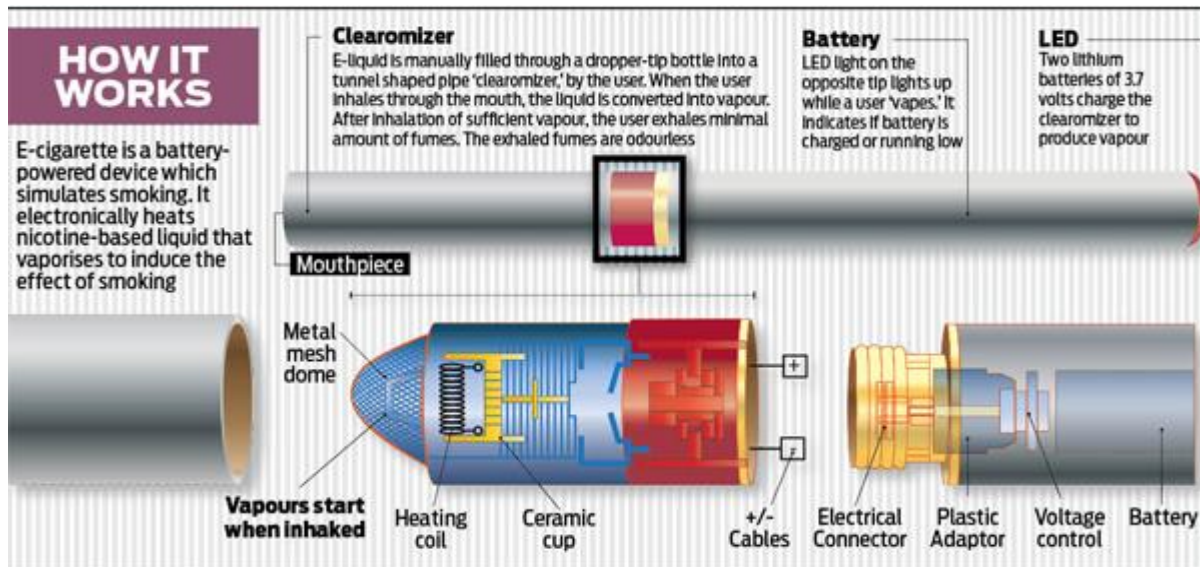 HOW IT
WORKS
E-cigarette is a battery-
powered device which
simulates smoking. It
electronically heats
nicotine-based liquid that
vaporises to induce the
effect of smoking
Clearomizer
E-liquid is manually filled through a dropper-tip bottle into a
tunnel shaped pipe 'clearomizer,' by the user. When the user
inhales through the mouth, the liquid is converted into vapour.
After inhalation of sufficient vapour, the user exhales minimal
amount of fumes. The exhaled fumes are odourless
Battery
LED light on the
opposite tip lights up
while a user 'vapes.' It
indicates if battery is
charged or running low
LED
Two lithium
batteries of 3.7
volts charge the
clearomizer to
produce vapour
Mouthpiece
Metal
mesh
dome
+
-
Vapours start
when inhaked
Heating
coil
Ceramic
cup
+/-
Cables
Electrical
Connector
Plastic
Adaptor
Voltage
control
Battery